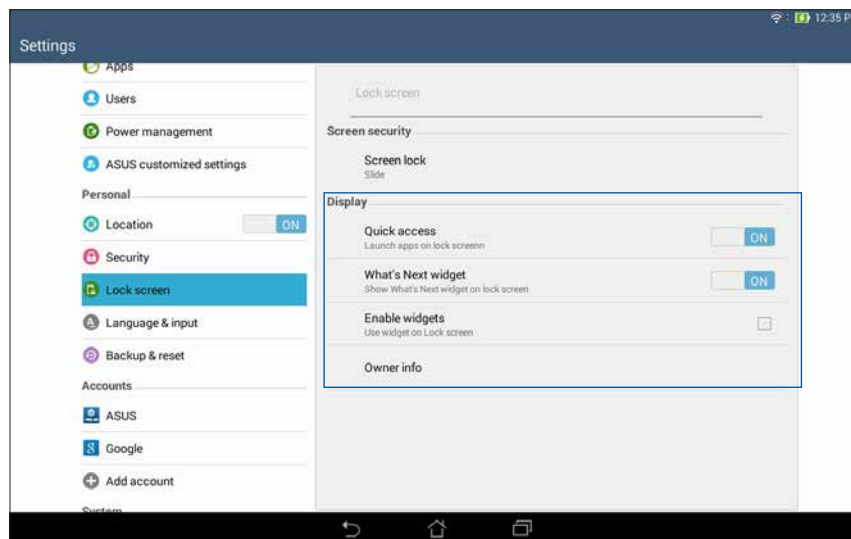 12:35 P
Settings
Apps
Users
Power management
ASUS customized settings
Personal
Location ON
Security
Lock screen
Language & input
Backup & reset
Accounts
ASUS
Google
Add account
System
Lock screen
Screen security
Screen lock
Slide
Display
Quick access ON
Launch apps on lock screenn
What's Next widget ON
Show What's Next widget on lock screen
Enable widgets
Use widget on Lock screen
Owner info